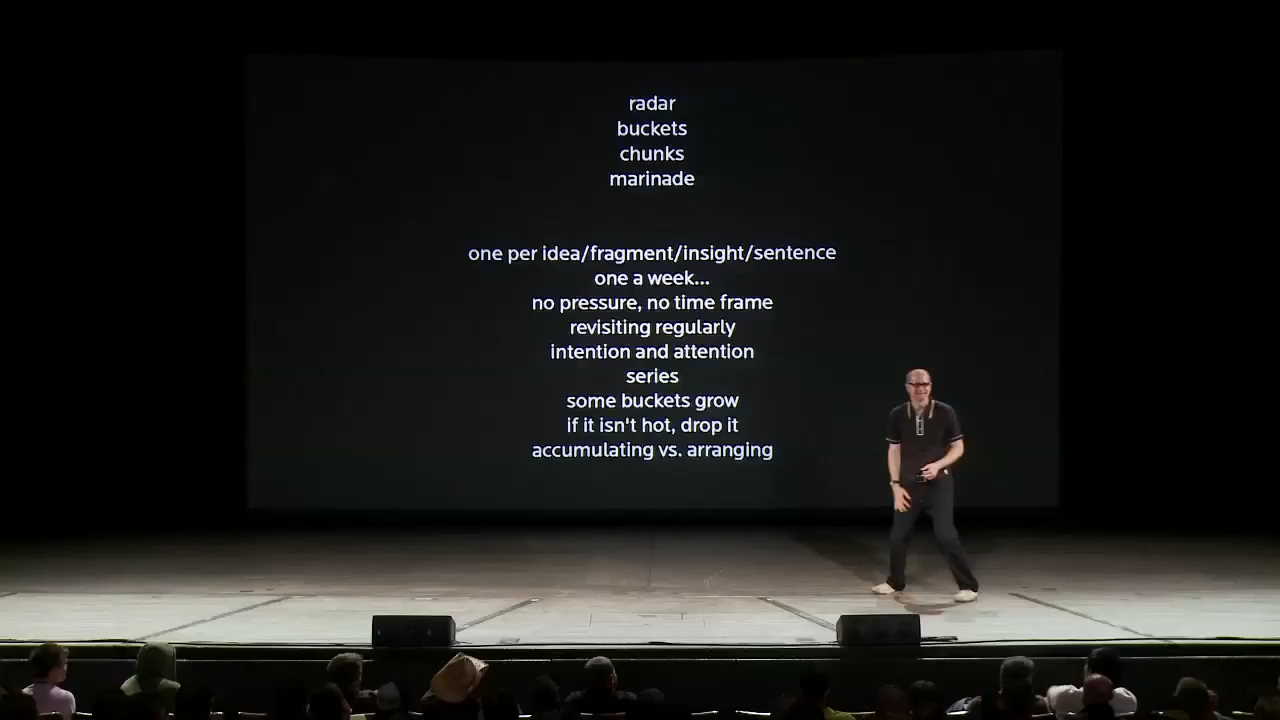 radar
buckets
chunks
marinade
one per idea/fragment/insight/sentence
one a week...
no pressure, no time frame
revisiting regularly
intention and attention
series
some buckets grow
if it isn't hot, drop it
accumulating vs. arranging